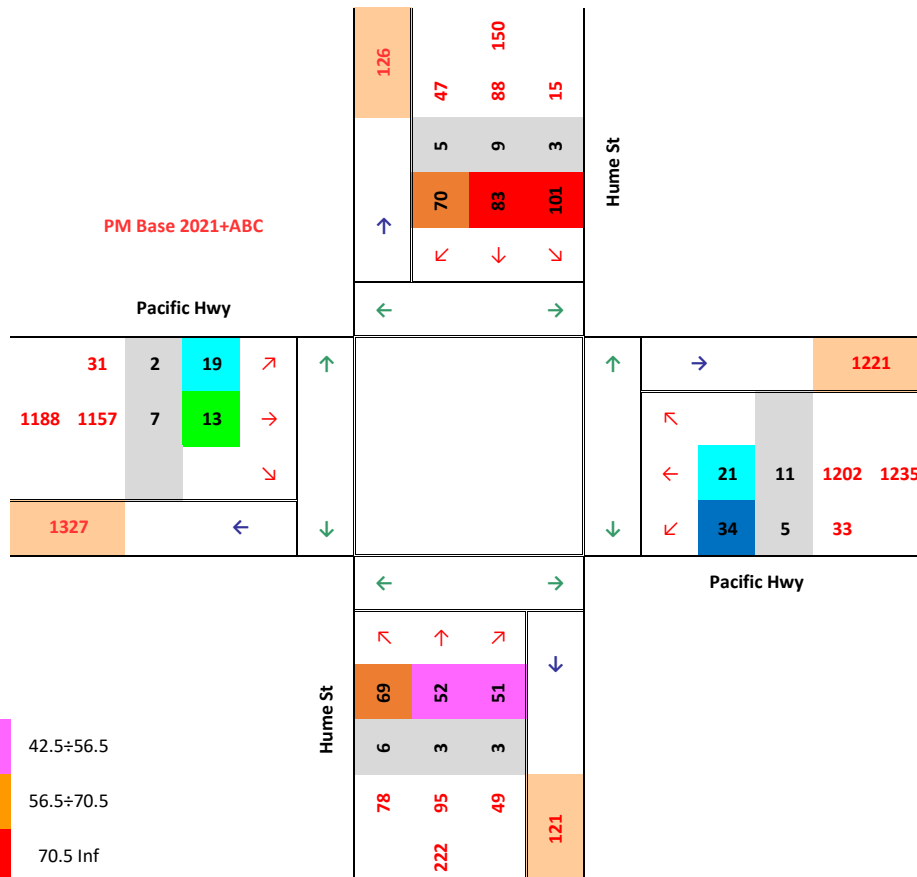 126
150
47 88 15
5 9 3
70 83 101
Hume St
PM Base 2021+ABC
↑
↙ ↓ ↘
Pacific Hwy
← →
31 2 19 ↗ ↑
1188 1157 7 13 →
↘
1327 ← ↓
↑ → 1221
↖
← 21 11 1202 1235
↓ ↙ 34 5 33
Pacific Hwy
← →
↖ ↑ ↗ ↓
Hume St
69 52 51
6 3 3
78 95 49
222
121
42.5÷56.5
56.5÷70.5
70.5 Inf